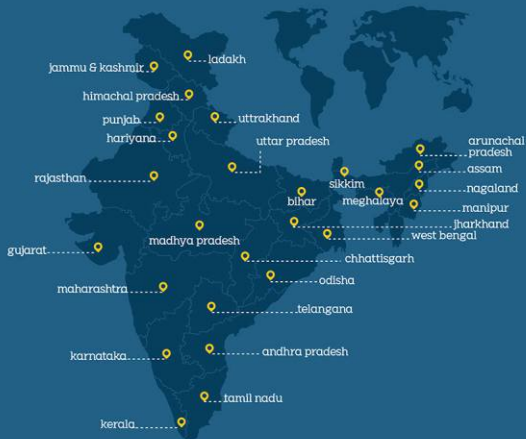 ladakh
jammu & kashmir
himachal pradesh
punjab
uttrakhand
hariyana
uttar pradesh
arunachal
pradesh
assam
rajasthan
sikkim
nagaland
bihar
meghalaya
manipur
jharkhand
west bengal
madhya pradesh
gujarat
chhattisgarh
odisha
maharashtra
telangana
andhra pradesh
karnataka
tamil nadu
kerala